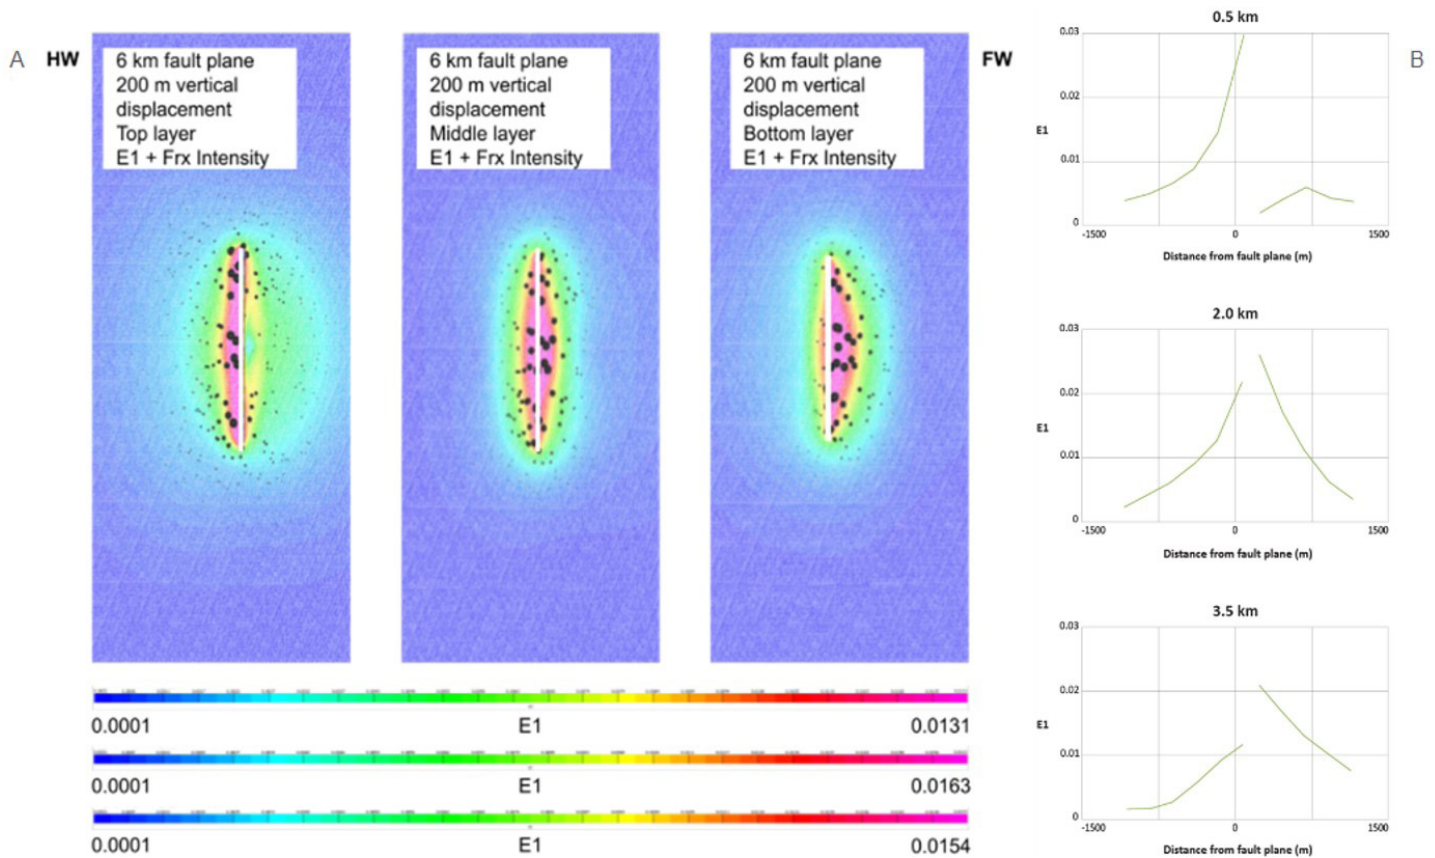 A
HW
6 km fault plane
200 m vertical
displacement
Top layer
E1 + Frx Intensity
6 km fault plane
200 m vertical
displacement
Middle layer
E1 + Frx Intensity
6 km fault plane
200 m vertical
displacement
Bottom layer
E1 + Frx Intensity
FW
0.0001 E1 0.0131
0.0001 E1 0.0163
0.0001 E1 0.0154
B
0.5 km
0.03
0.02
E1
0.01
0
-1500 0 1500
Distance from fault plane (m)
2.0 km
0.03
0.02
E1
0.01
0
-1500 0 1500
Distance from fault plane (m)
3.5 km
0.03
0.02
E1
0.01
0
-1500 0 1500
Distance from fault plane (m)